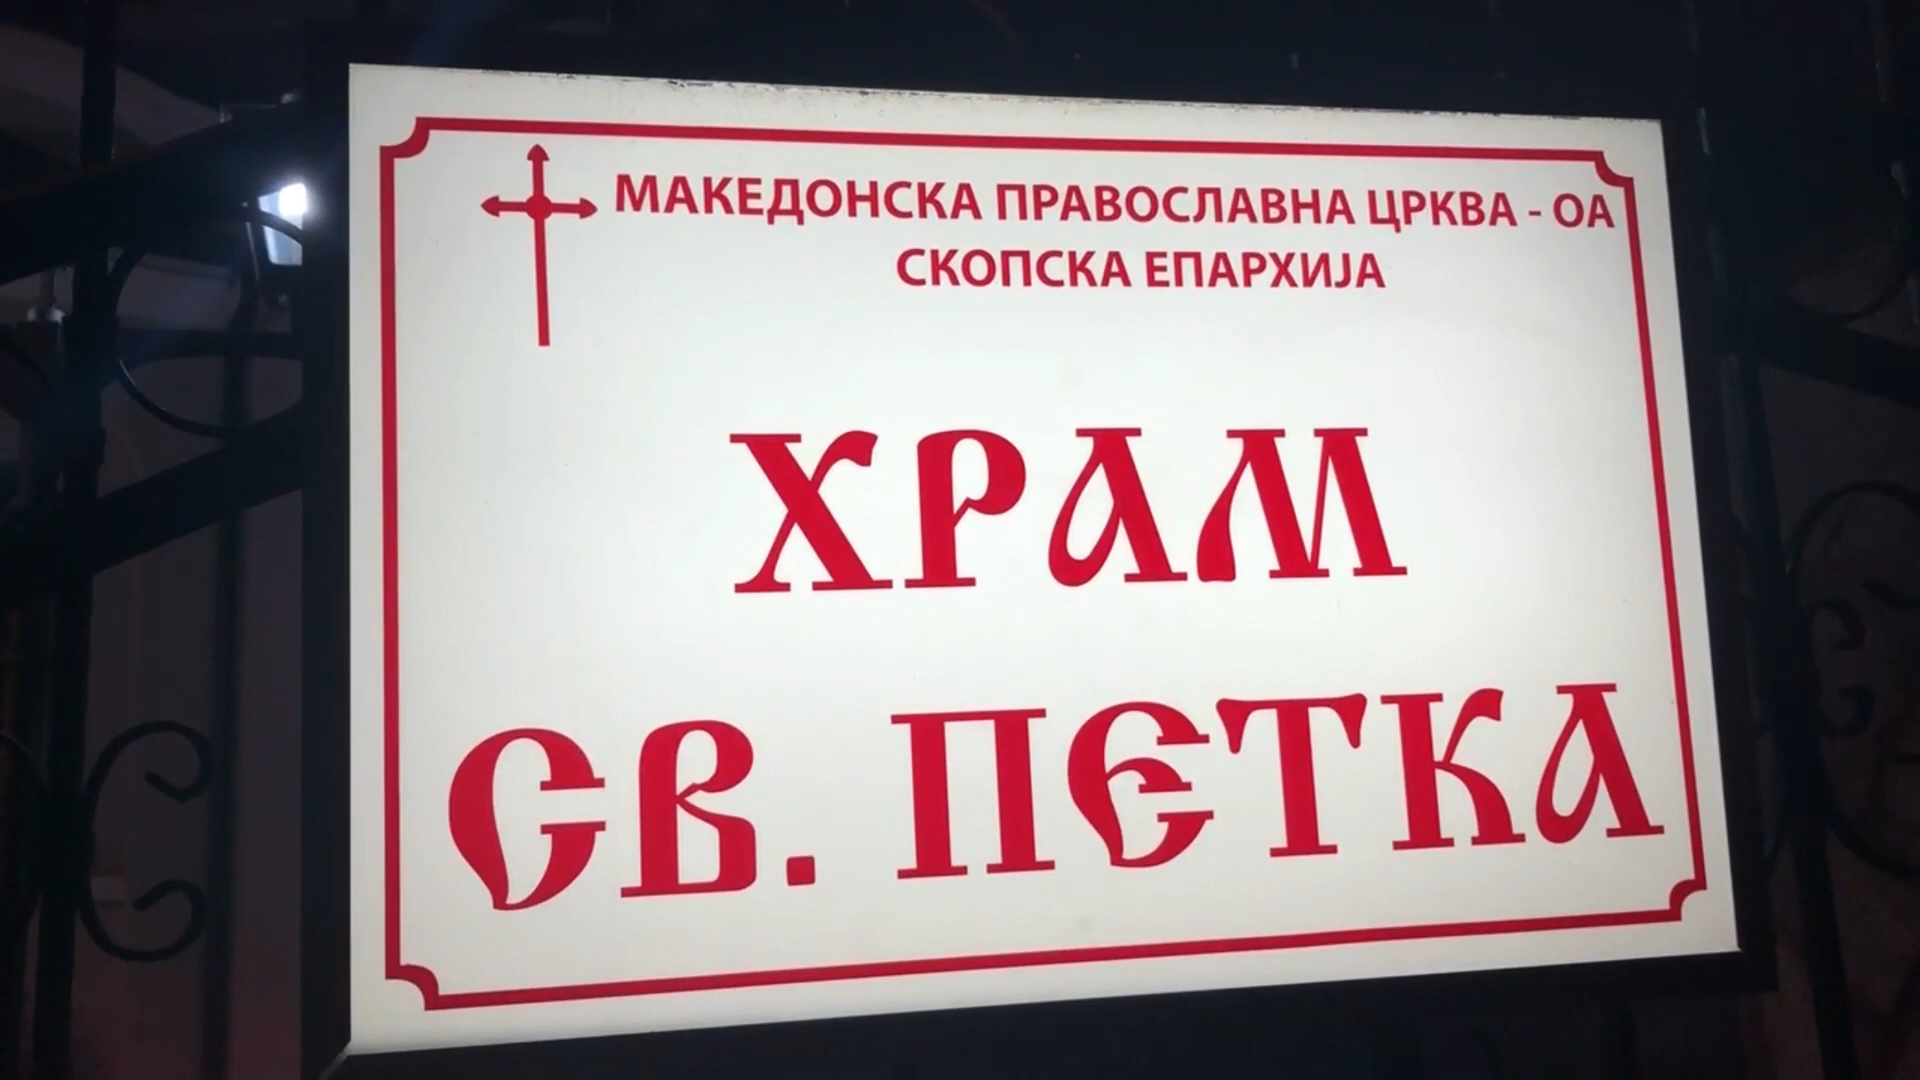 МАКЕДОНСКА ПРАВОСЛАВНА ЦРКВА - ОА
СКОПСКА ЕПАРХИЈА
ХРАМ
СВ. ПЕТКА